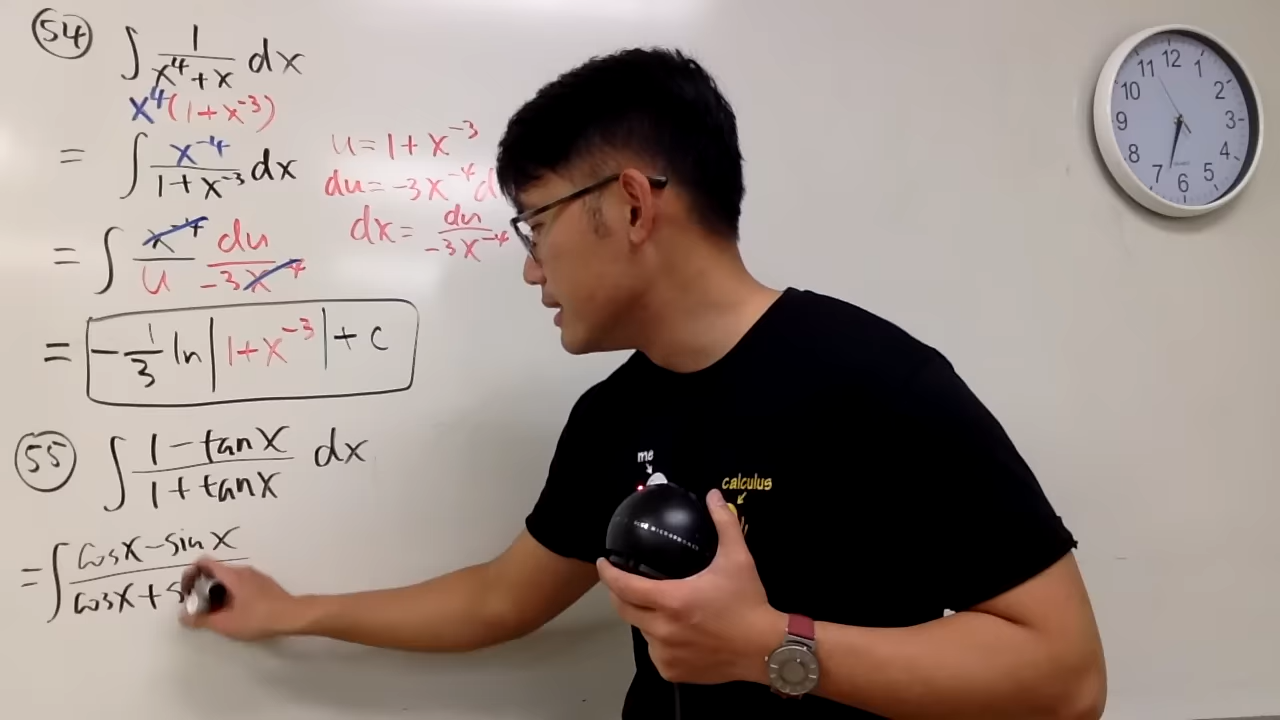 54 ∫ 1/(x⁴+x) dx
x⁴(1+x⁻³)
= ∫ x⁻⁴/(1+x⁻³) dx
u = 1+x⁻³
du = -3x⁻⁴ d
dx = du/(-3x⁻⁴)
= ∫ x⁻⁴/u du/(-3x⁻⁴)
= -1/3 ln|1+x⁻³| + C
55 ∫ (1-tanx)/(1+tanx) dx
= ∫ (cosx-sinx)/(cosx+s
me
calculus
12
1
2
3
4
5
6
7
8
9
10
11